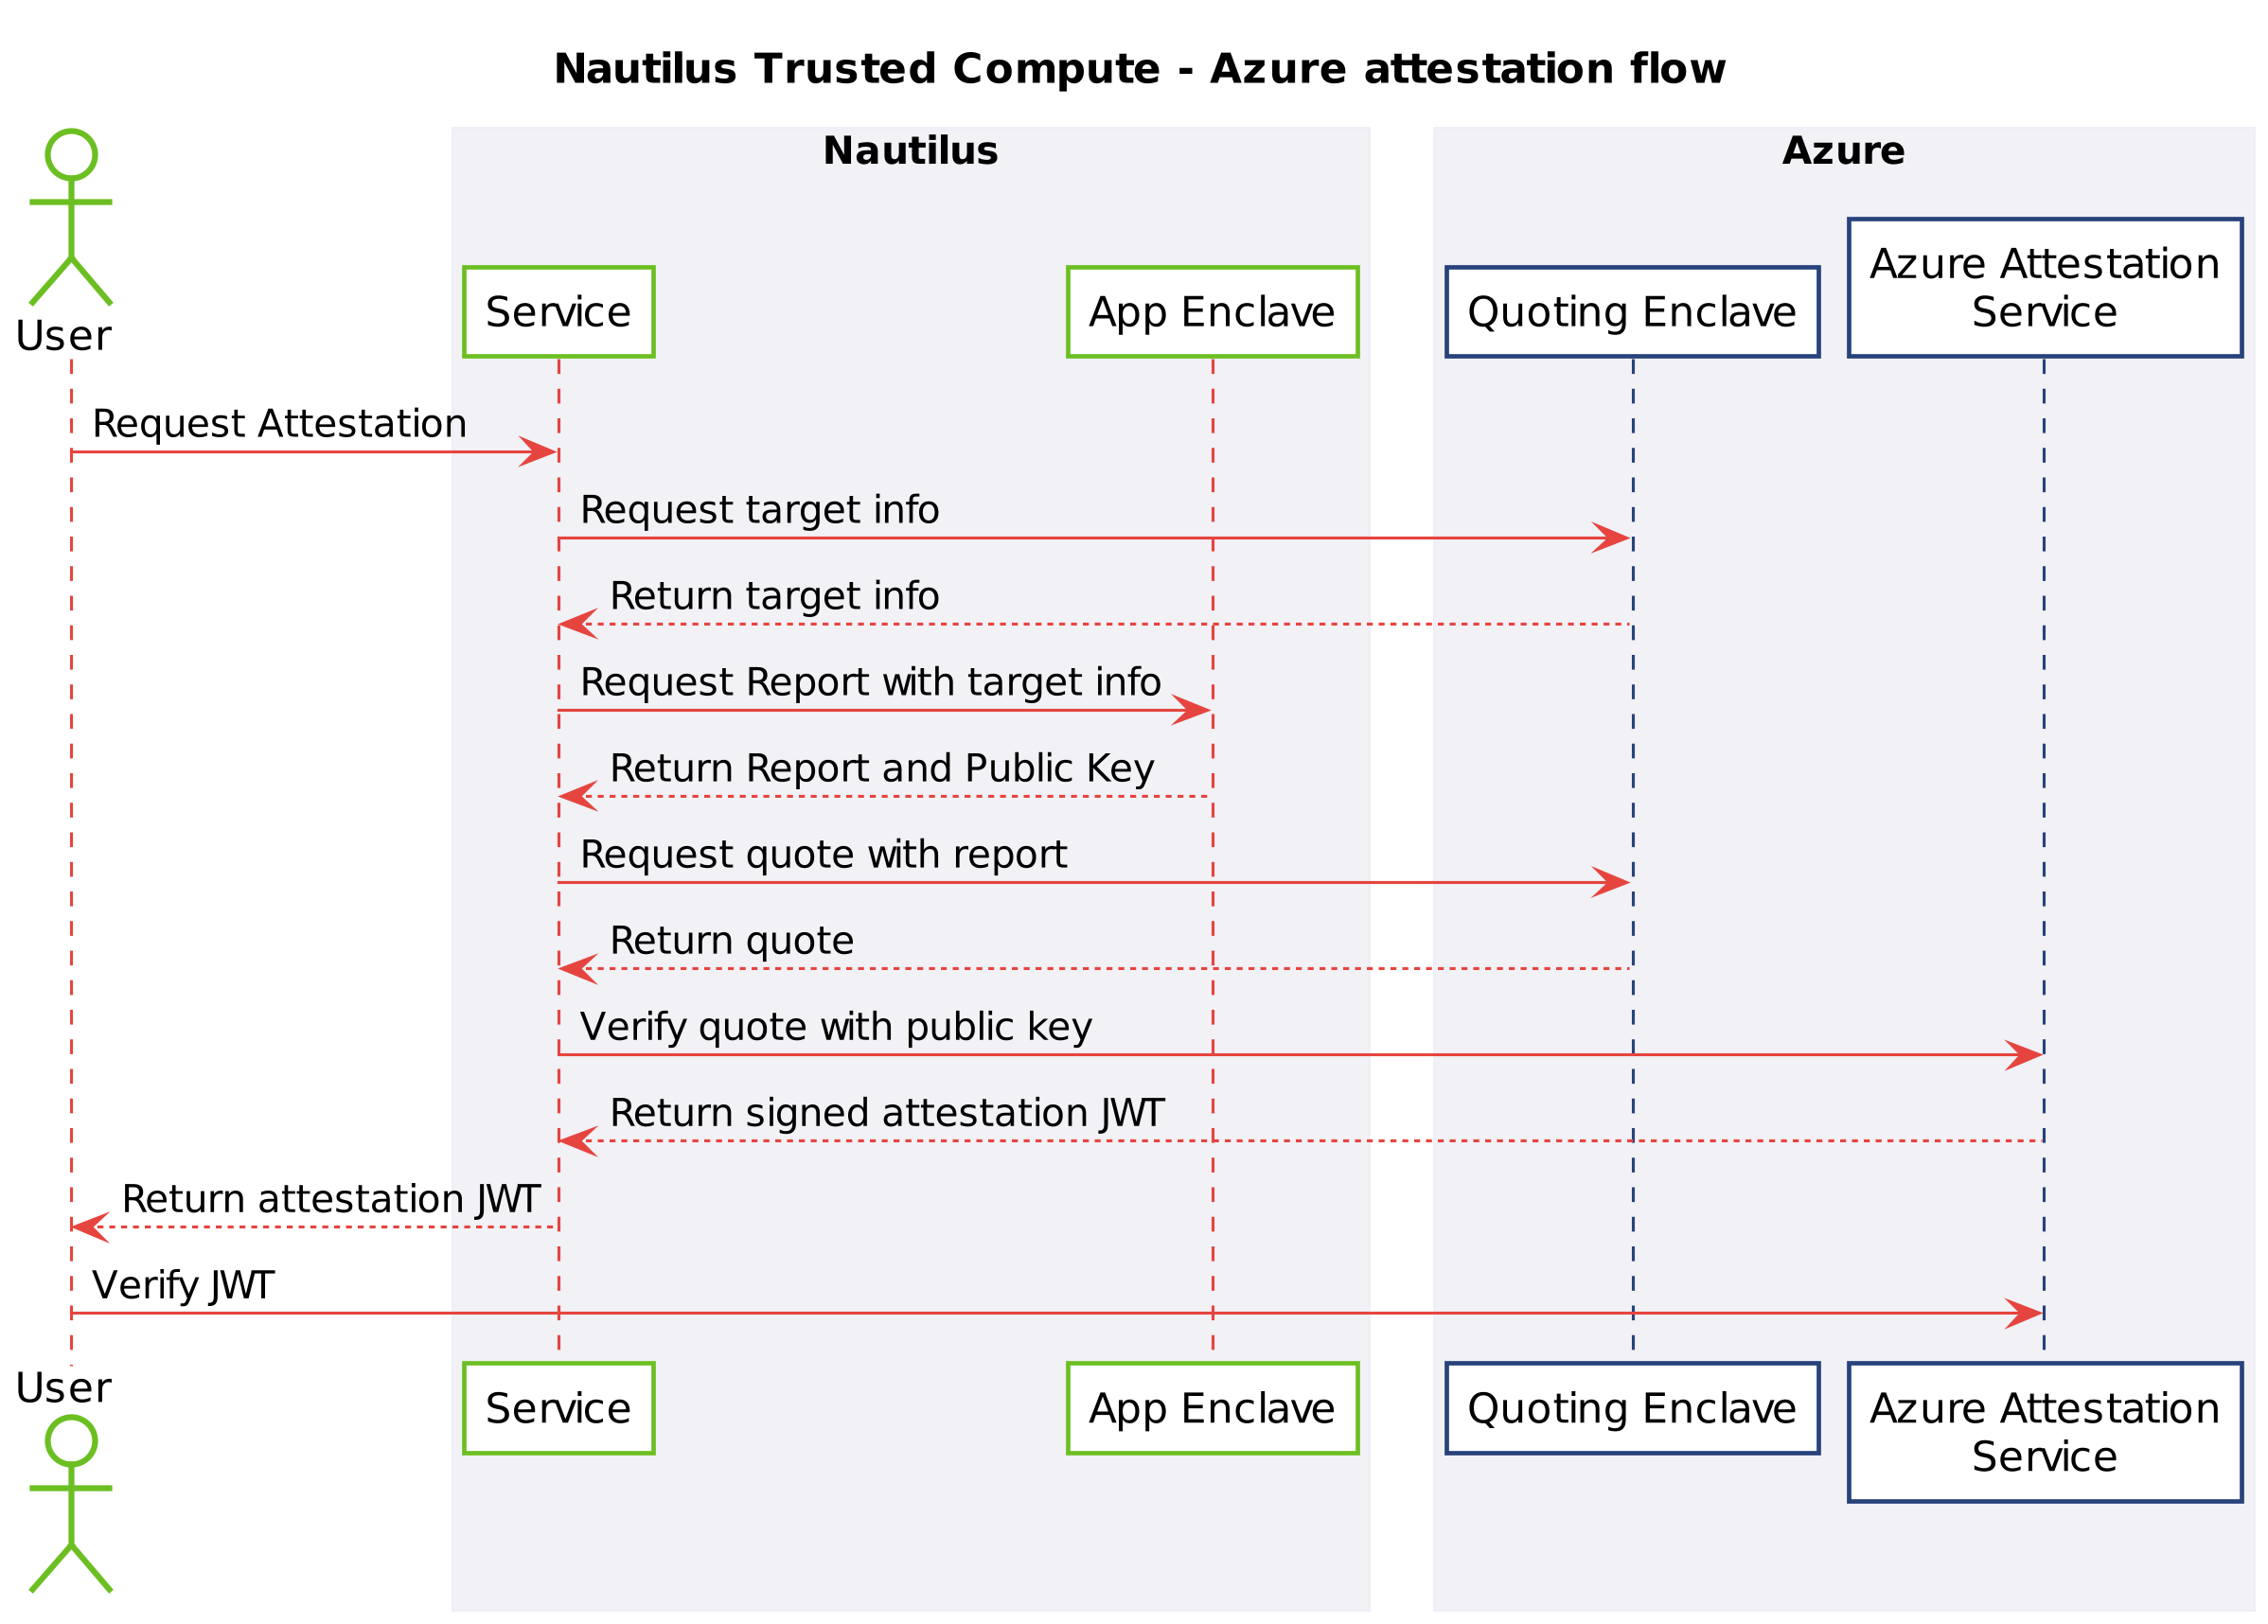 Nautilus Trusted Compute - Azure attestation flow
Nautilus
Azure
User
Service
App Enclave
Quoting Enclave
Azure Attestation
Service
Request Attestation
Request target info
Return target info
Request Report with target info
Return Report and Public Key
Request quote with report
Return quote
Verify quote with public key
Return signed attestation JWT
Return attestation JWT
Verify JWT
User
Service
App Enclave
Quoting Enclave
Azure Attestation
Service